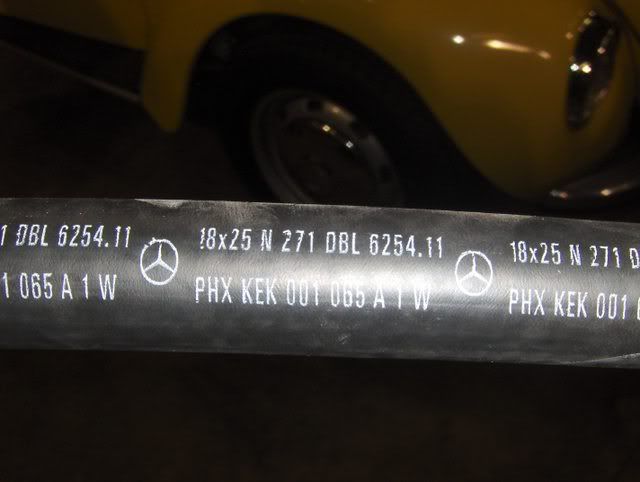 1 DBL 6254.11 18x25 N 271 DBL 6254.11 18x25 N 271 D
1 065 A 1 W PHX KEK 001 065 A 1 W PHX KEK 001